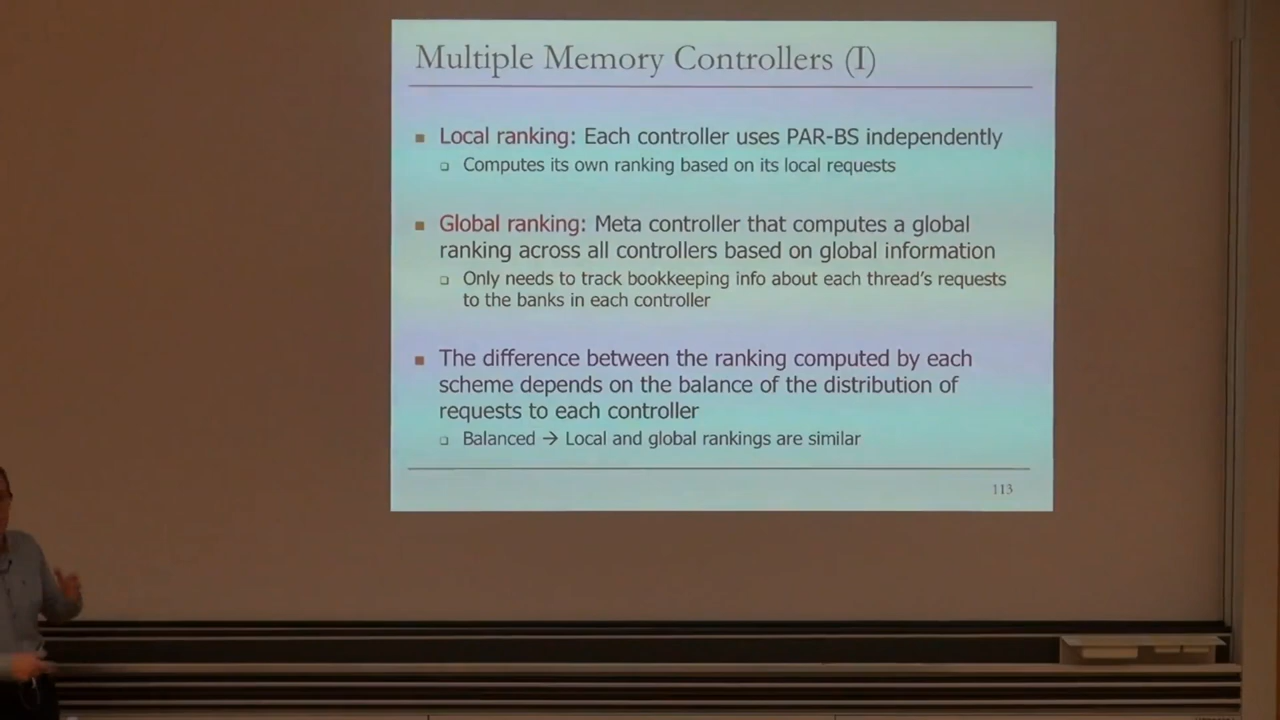 Multiple Memory Controllers (I)
Local ranking: Each controller uses PAR-BS independently
Computes its own ranking based on its local requests
Global ranking: Meta controller that computes a global
ranking across all controllers based on global information
Only needs to track bookkeeping info about each thread's requests
to the banks in each controller
The difference between the ranking computed by each
scheme depends on the balance of the distribution of
requests to each controller
Balanced → Local and global rankings are similar
113